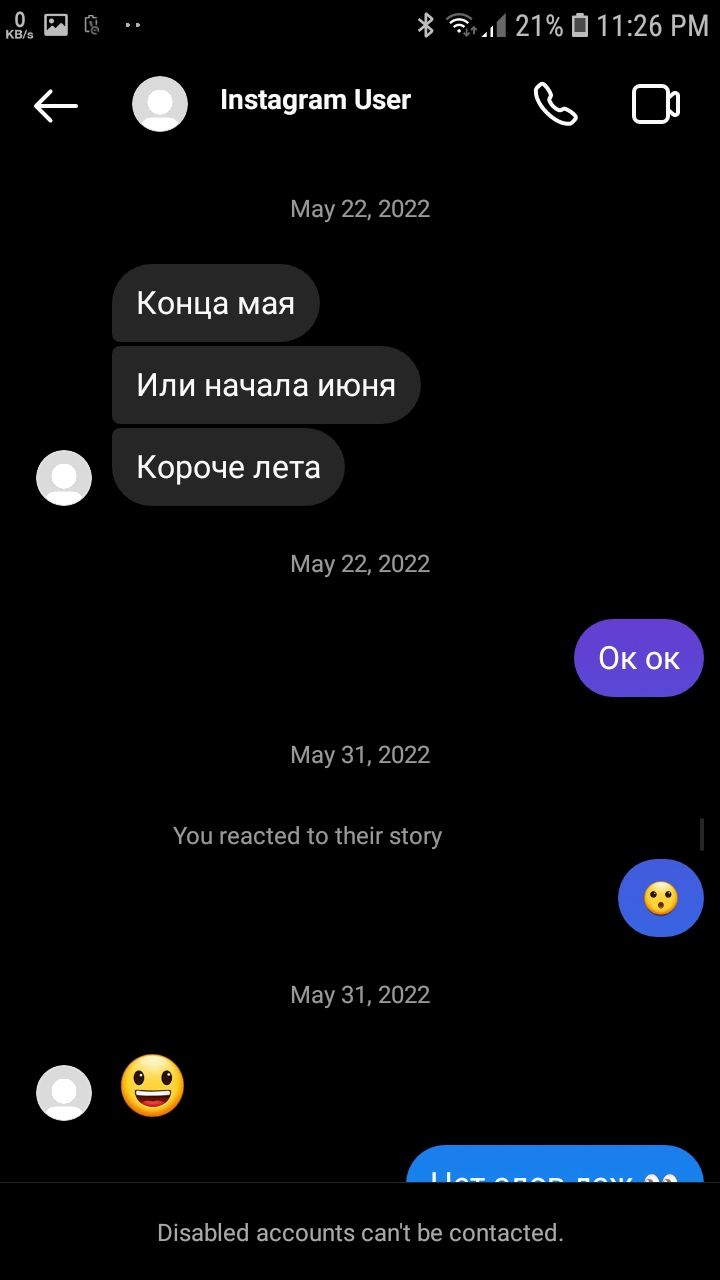 0
KB/s
21%
11:26 PM
Instagram User
May 22, 2022
Конца мая
Или начала июня
Короче лета
May 22, 2022
Ок ок
May 31, 2022
You reacted to their story
😮
May 31, 2022
😃
Disabled accounts can't be contacted.